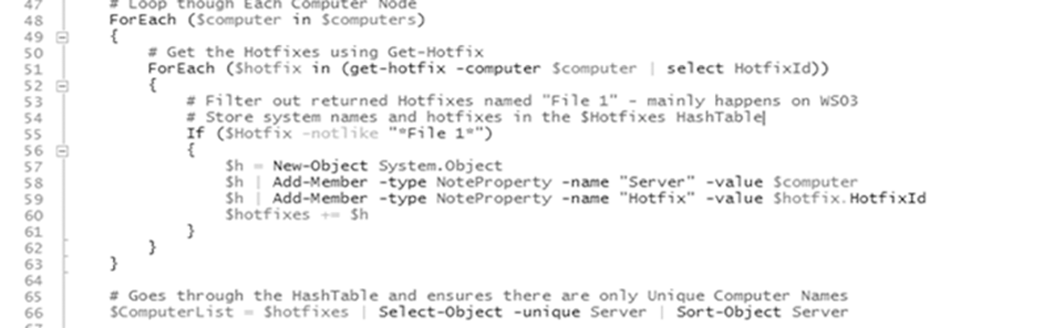 47 # Loop though Each Computer Node
48 ForEach ($computer in $computers)
49 {
50 # Get the Hotfixes using Get-Hotfix
51 ForEach ($hotfix in (get-hotfix -computer $computer | select HotfixId))
52 {
53 # Filter out returned Hotfixes named "File 1" - mainly happens on WS03
54 # Store system names and hotfixes in the $Hotfixes HashTable
55 If ($Hotfix -notlike "*File 1*")
56 {
57 $h = New-Object System.Object
58 $h | Add-Member -type NoteProperty -name "Server" -value $computer
59 $h | Add-Member -type NoteProperty -name "Hotfix" -value $hotfix.HotfixId
60 $hotfixes += $h
61 }
62 }
63 }
64
65 # Goes through the HashTable and ensures there are only Unique Computer Names
66 $ComputerList = $hotfixes | Select-Object -unique Server | Sort-Object Server